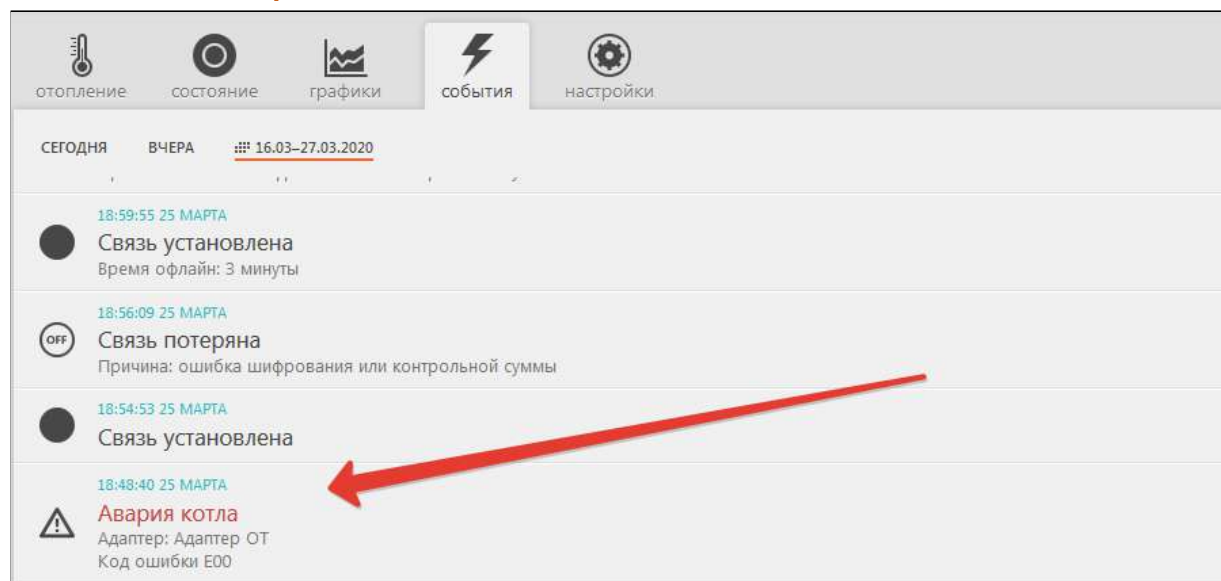 отопление
состояние
графики
события
настройки
СЕГОДНЯ ВЧЕРА 16.03–27.03.2020
18:59:55 25 МАРТА
Связь установлена
Время офлайн: 3 минуты
18:56:09 25 МАРТА
OFF
Связь потеряна
Причина: ошибка шифрования или контрольной суммы
18:54:53 25 МАРТА
Связь установлена
18:48:40 25 МАРТА
Авария котла
Адаптер: Адаптер ОТ
Код ошибки E00